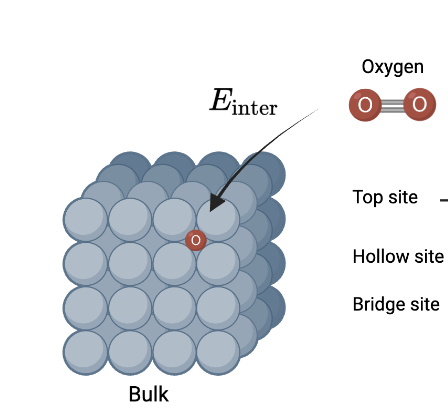 Oxygen
E_inter
O O
Top site
O
Hollow site
Bridge site
Bulk